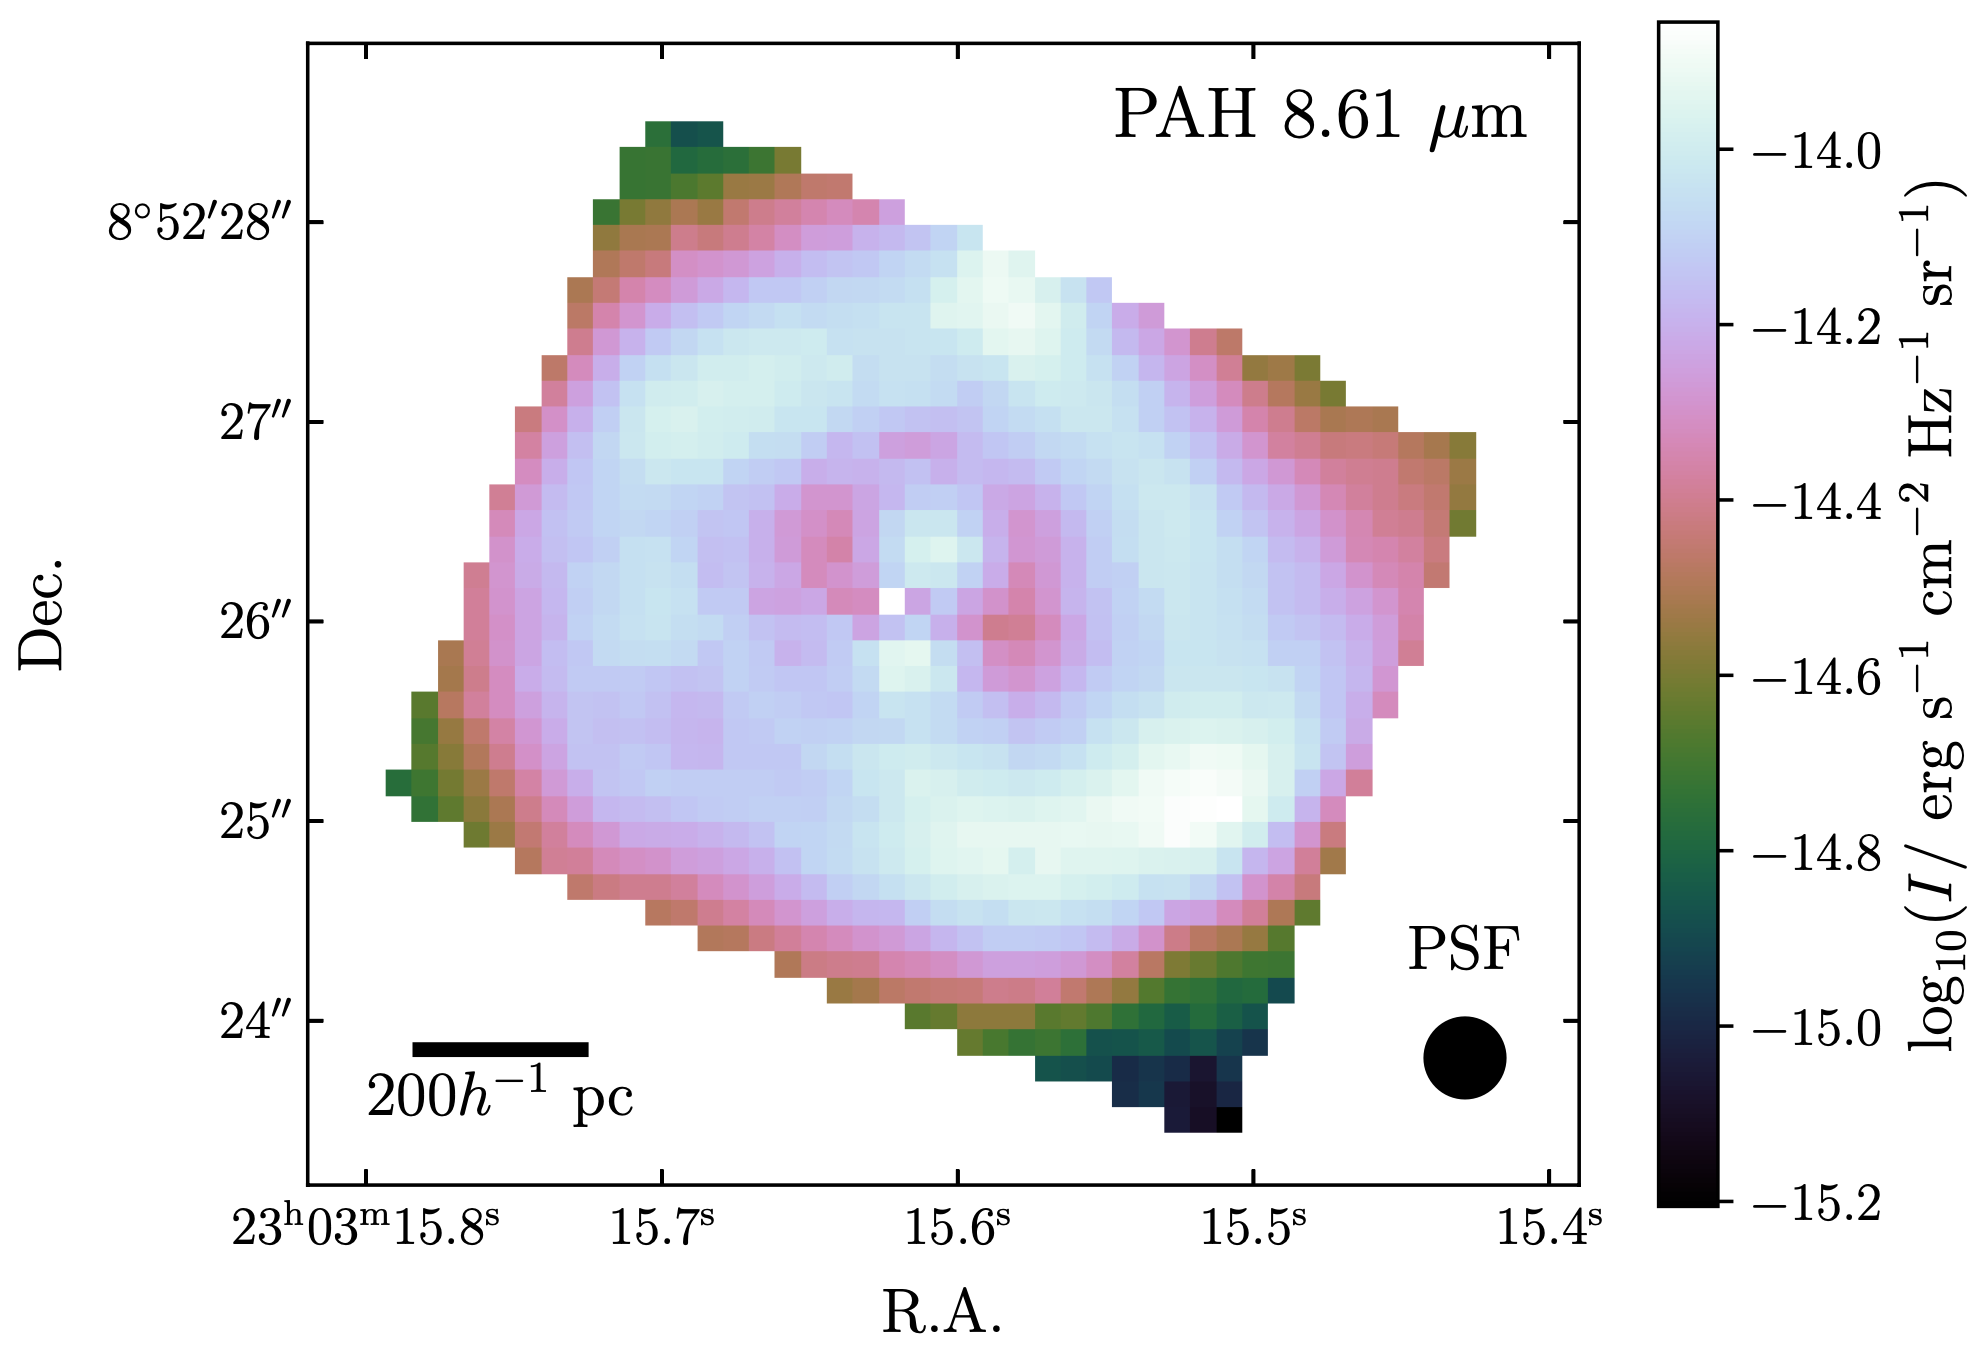 PAH 8.61 μm
8°52′28″
27″
26″
25″
24″
Dec.
200h⁻¹ pc
PSF
23ʰ03ᵐ15.8ˢ
15.7ˢ
15.6ˢ
15.5ˢ
15.4ˢ
R.A.
−14.0
−14.2
−14.4
−14.6
−14.8
−15.0
−15.2
log₁₀(I/ erg s⁻¹ cm⁻² Hz⁻¹ sr⁻¹)